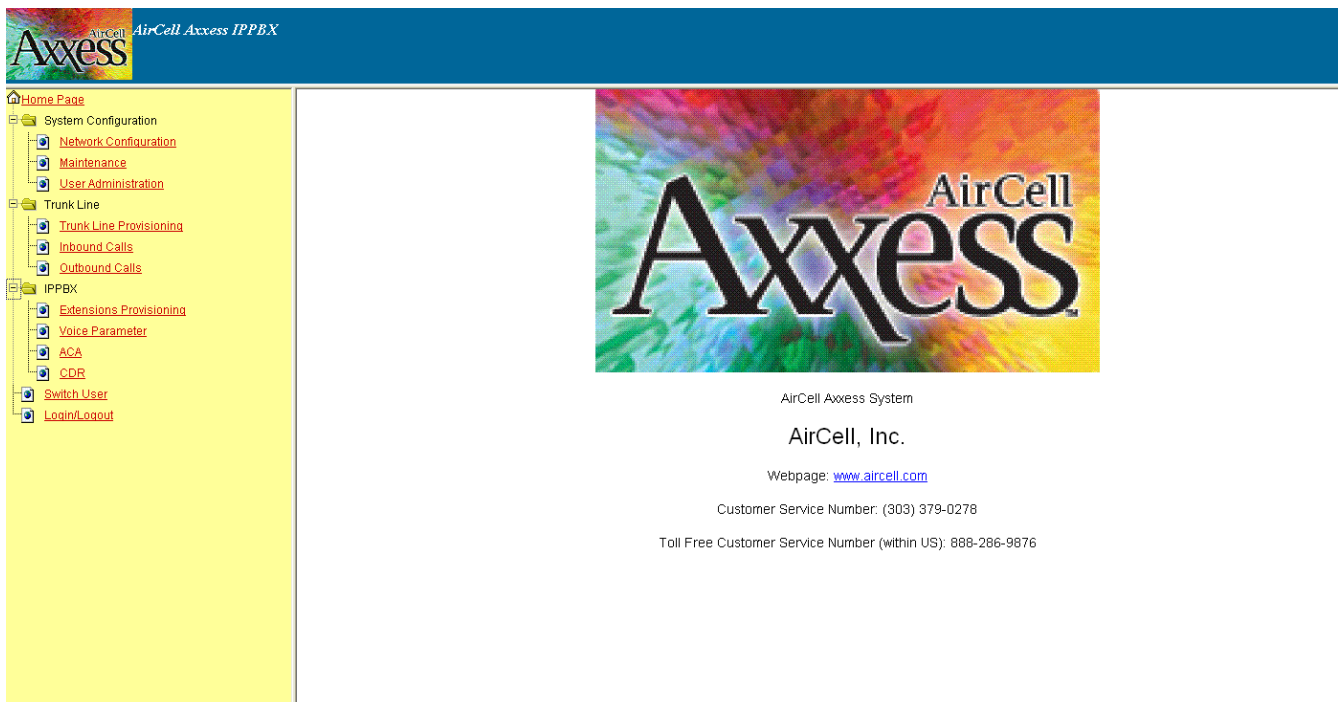 AirCell
Axxess
AirCell Axxess IPPBX
Home Page
System Configuration
Network Configuration
Maintenance
User Administration
Trunk Line
Trunk Line Provisioning
Inbound Calls
Outbound Calls
IPPBX
Extensions Provisioning
Voice Parameter
ACA
CDR
Switch User
Login/Logout
AirCell
Axxess™
AirCell Axxess System
AirCell, Inc.
Webpage: www.aircell.com
Customer Service Number: (303) 379-0278
Toll Free Customer Service Number (within US): 888-286-9876